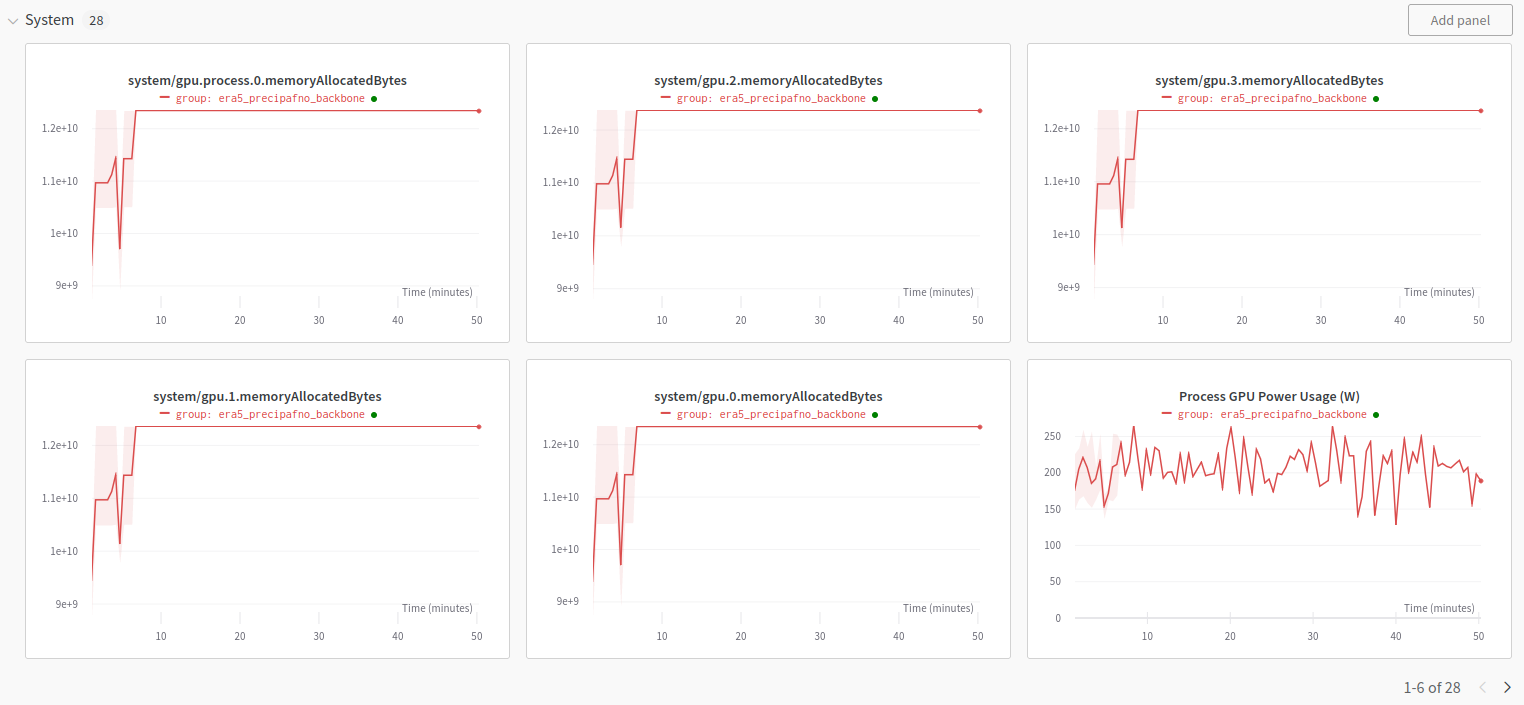 System 28
Add panel
system/gpu.process.0.memoryAllocatedBytes
group: era5_precipafno_backbone
1.2e+10
1.1e+10
1e+10
9e+9
Time (minutes)
10 20 30 40 50
system/gpu.2.memoryAllocatedBytes
group: era5_precipafno_backbone
1.2e+10
1.1e+10
1e+10
9e+9
Time (minutes)
10 20 30 40 50
system/gpu.3.memoryAllocatedBytes
group: era5_precipafno_backbone
1.2e+10
1.1e+10
1e+10
9e+9
Time (minutes)
10 20 30 40 50
system/gpu.1.memoryAllocatedBytes
group: era5_precipafno_backbone
1.2e+10
1.1e+10
1e+10
9e+9
Time (minutes)
10 20 30 40 50
system/gpu.0.memoryAllocatedBytes
group: era5_precipafno_backbone
1.2e+10
1.1e+10
1e+10
9e+9
Time (minutes)
10 20 30 40 50
Process GPU Power Usage (W)
group: era5_precipafno_backbone
250
200
150
100
50
0
Time (minutes)
10 20 30 40 50
1-6 of 28